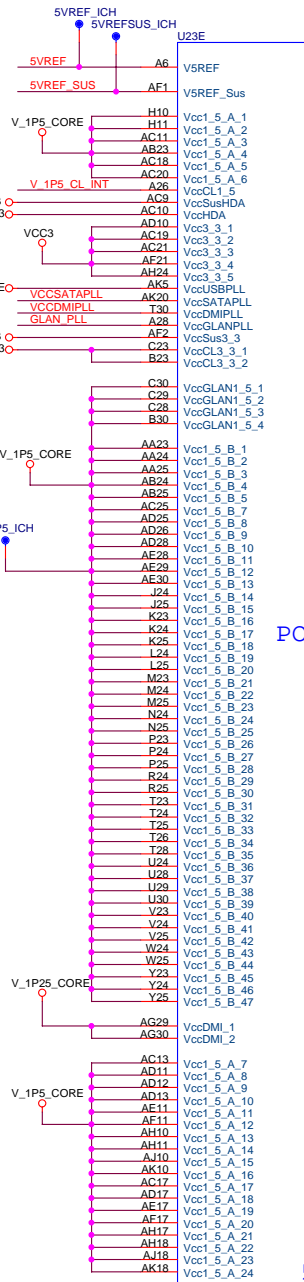 5VREF_ICH
5VREFSUS_ICH
U23E
5VREF A6 V5REF
5VREF_SUS AF1 V5REF_Sus
H10 Vcc1_5_A_1
V_1P5_CORE H11 Vcc1_5_A_2
AC11 Vcc1_5_A_3
AB23 Vcc1_5_A_4
AC18 Vcc1_5_A_5
AC20 Vcc1_5_A_6
V_1P5_CL_INT A26 VccCL1_5
AC9 VccSusHDA
3 AC10 VccHDA
AD10 Vcc3_3_1
VCC3 AC19 Vcc3_3_2
AC21 Vcc3_3_3
AF21 Vcc3_3_4
AH24 Vcc3_3_5
E AK5 VccUSBPLL
VCCSATAPLL AK20 VccSATAPLL
VCCDMIPLL T30 VccDMIPLL
GLAN_PLL A28 VccGLANPLL
AF2 VccSus3_3
3 C23 VccCL3_3_1
B23 VccCL3_3_2
C30 VccGLAN1_5_1
C29 VccGLAN1_5_2
C28 VccGLAN1_5_3
B30 VccGLAN1_5_4
AA23 Vcc1_5_B_1
V_1P5_CORE AA24 Vcc1_5_B_2
AA25 Vcc1_5_B_3
AB24 Vcc1_5_B_4
AB25 Vcc1_5_B_5
AC25 Vcc1_5_B_7
AD25 Vcc1_5_B_8
P5_ICH AD26 Vcc1_5_B_9
AD28 Vcc1_5_B_10
AE28 Vcc1_5_B_11
AE29 Vcc1_5_B_12
AE30 Vcc1_5_B_13
J24 Vcc1_5_B_14
J25 Vcc1_5_B_15
K23 Vcc1_5_B_16
K24 Vcc1_5_B_17 PO
K25 Vcc1_5_B_18
L24 Vcc1_5_B_19
L25 Vcc1_5_B_20
M23 Vcc1_5_B_21
M24 Vcc1_5_B_22
M25 Vcc1_5_B_23
N24 Vcc1_5_B_24
N25 Vcc1_5_B_25
P23 Vcc1_5_B_26
P24 Vcc1_5_B_27
P25 Vcc1_5_B_28
R24 Vcc1_5_B_29
R25 Vcc1_5_B_30
T23 Vcc1_5_B_31
T24 Vcc1_5_B_32
T25 Vcc1_5_B_33
T26 Vcc1_5_B_34
T28 Vcc1_5_B_35
U24 Vcc1_5_B_36
U28 Vcc1_5_B_37
U29 Vcc1_5_B_38
U30 Vcc1_5_B_39
V23 Vcc1_5_B_40
V24 Vcc1_5_B_41
V25 Vcc1_5_B_42
W24 Vcc1_5_B_43
W25 Vcc1_5_B_44
Y23 Vcc1_5_B_45
V_1P25_CORE Y24 Vcc1_5_B_46
Y25 Vcc1_5_B_47
AG29 VccDMI_1
AG30 VccDMI_2
AC13 Vcc1_5_A_7
AD11 Vcc1_5_A_8
AD12 Vcc1_5_A_9
V_1P5_CORE AD13 Vcc1_5_A_10
AE11 Vcc1_5_A_11
AF11 Vcc1_5_A_12
AH10 Vcc1_5_A_13
AH11 Vcc1_5_A_14
AJ10 Vcc1_5_A_15
AK10 Vcc1_5_A_16
AC17 Vcc1_5_A_17
AD17 Vcc1_5_A_18
AE17 Vcc1_5_A_19
AF17 Vcc1_5_A_20
AH17 Vcc1_5_A_21
AH18 Vcc1_5_A_22
AJ18 Vcc1_5_A_23
AK18 Vcc1_5_A_24